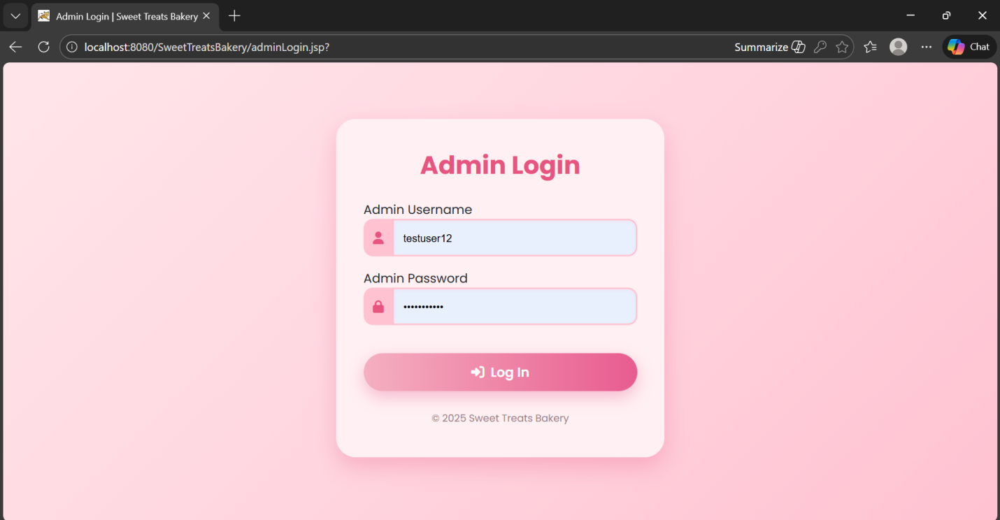 Admin Login | Sweet Treats Bakery
localhost:8080/SweetTreatsBakery/adminLogin.jsp?
Summarize
Chat
Admin Login
Admin Username
testuser12
Admin Password
•••••••••••
Log In
© 2025 Sweet Treats Bakery